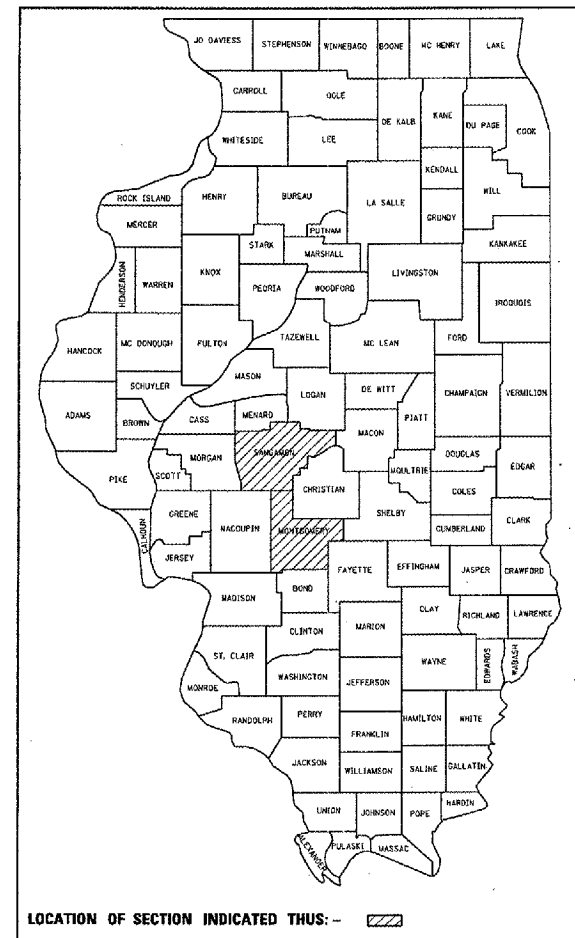 JO DAVIESS STEPHENSON WINNEBAGO BOONE MC HENRY LAKE
CARROLL OGLE KANE DU PAGE COOK
DE KALB
WHITESIDE LEE
KENDALL WILL
ROCK ISLAND HENRY BUREAU LA SALLE GRUNDY
MERCER PUTNAM
STARK MARSHALL KANKAKEE
HENDERSON WARREN KNOX PEORIA WOODFORD LIVINGSTON IROQUOIS
HANCOCK MC DONOUGH FULTON TAZEWELL MC LEAN FORD
MASON
SCHUYLER LOGAN DE WITT CHAMPAIGN VERMILION
ADAMS BROWN CASS MENARD MACON PIATT
SANGAMON DOUGLAS
PIKE SCOTT MORGAN CHRISTIAN MOULTRIE COLES EDGAR
GREENE SHELBY
CALHOUN JERSEY MACOUPIN MONTGOMERY CUMBERLAND CLARK
FAYETTE EFFINGHAM JASPER CRAWFORD
MADISON BOND
CLAY RICHLAND LAWRENCE
CLINTON MARION
ST. CLAIR WAYNE EDWARDS WABASH
WASHINGTON JEFFERSON
MONROE
RANDOLPH PERRY HAMILTON WHITE
FRANKLIN
JACKSON WILLIAMSON SALINE GALLATIN
UNION JOHNSON POPE HARDIN
ALEXANDER PULASKI MASSAC
LOCATION OF SECTION INDICATED THUS: -